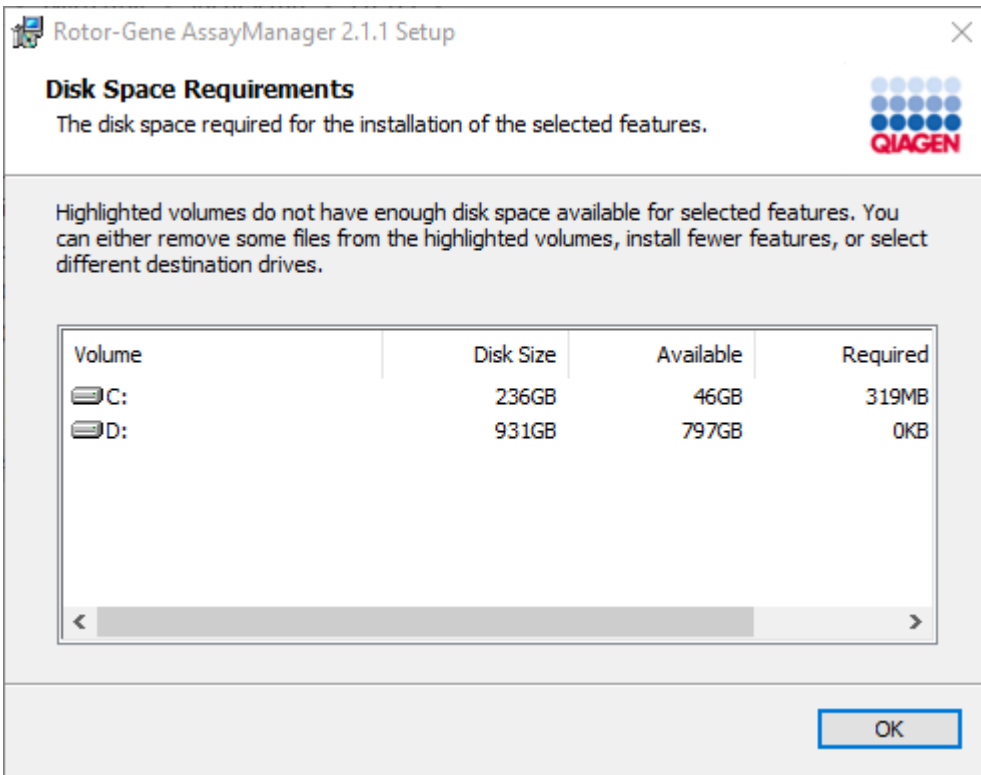 Rotor-Gene AssayManager 2.1.1 Setup
Disk Space Requirements
The disk space required for the installation of the selected features.
QIAGEN
Highlighted volumes do not have enough disk space available for selected features. You
can either remove some files from the highlighted volumes, install fewer features, or select
different destination drives.
Volume Disk Size Available Required
C: 236GB 46GB 319MB
D: 931GB 797GB 0KB
OK